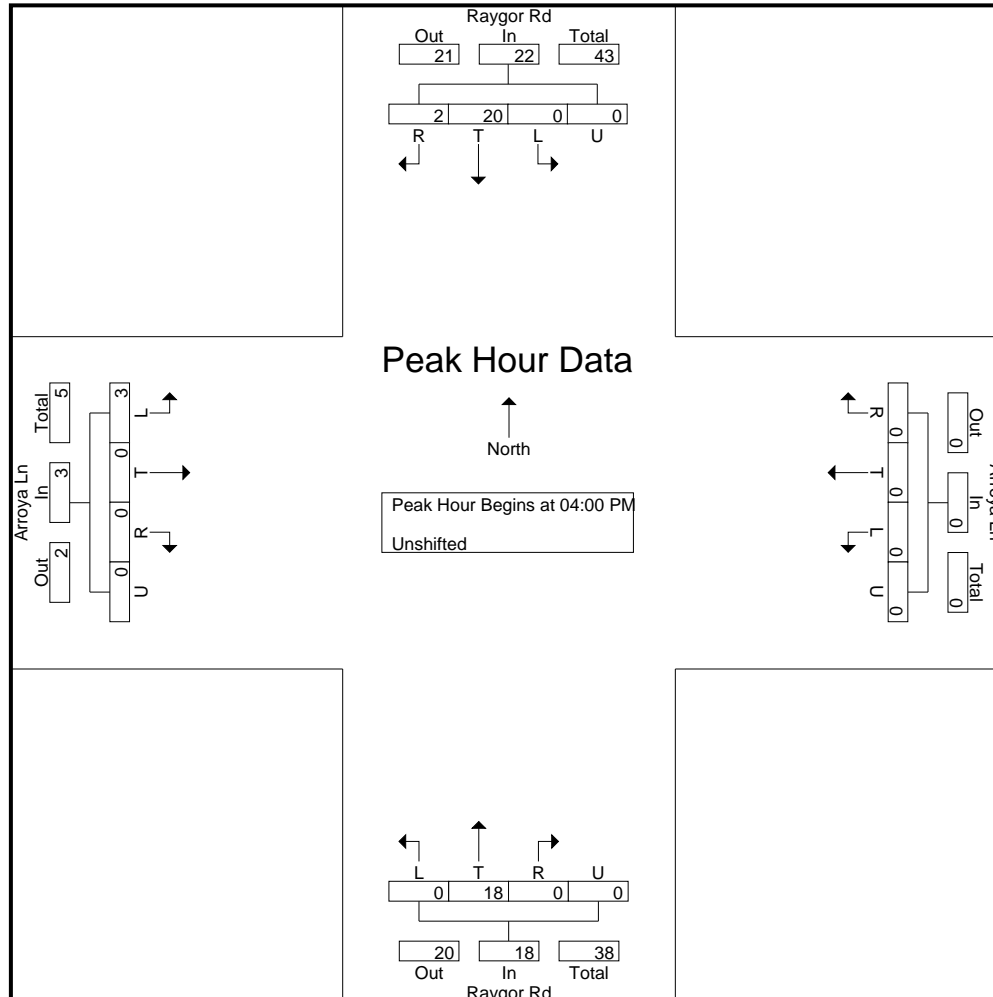 Raygor Rd
Out In Total
21 22 43
2 20 0 0
R T L U
Peak Hour Data
North
Peak Hour Begins at 04:00 PM
Unshifted
Arroya Ln
Total In Out
5 3 2
3 0 0 0
L T R U
R T L U
0 0 0 0
Out In Total
0 0 0
L T R U
0 18 0 0
20 18 38
Out In Total
Raygor Rd